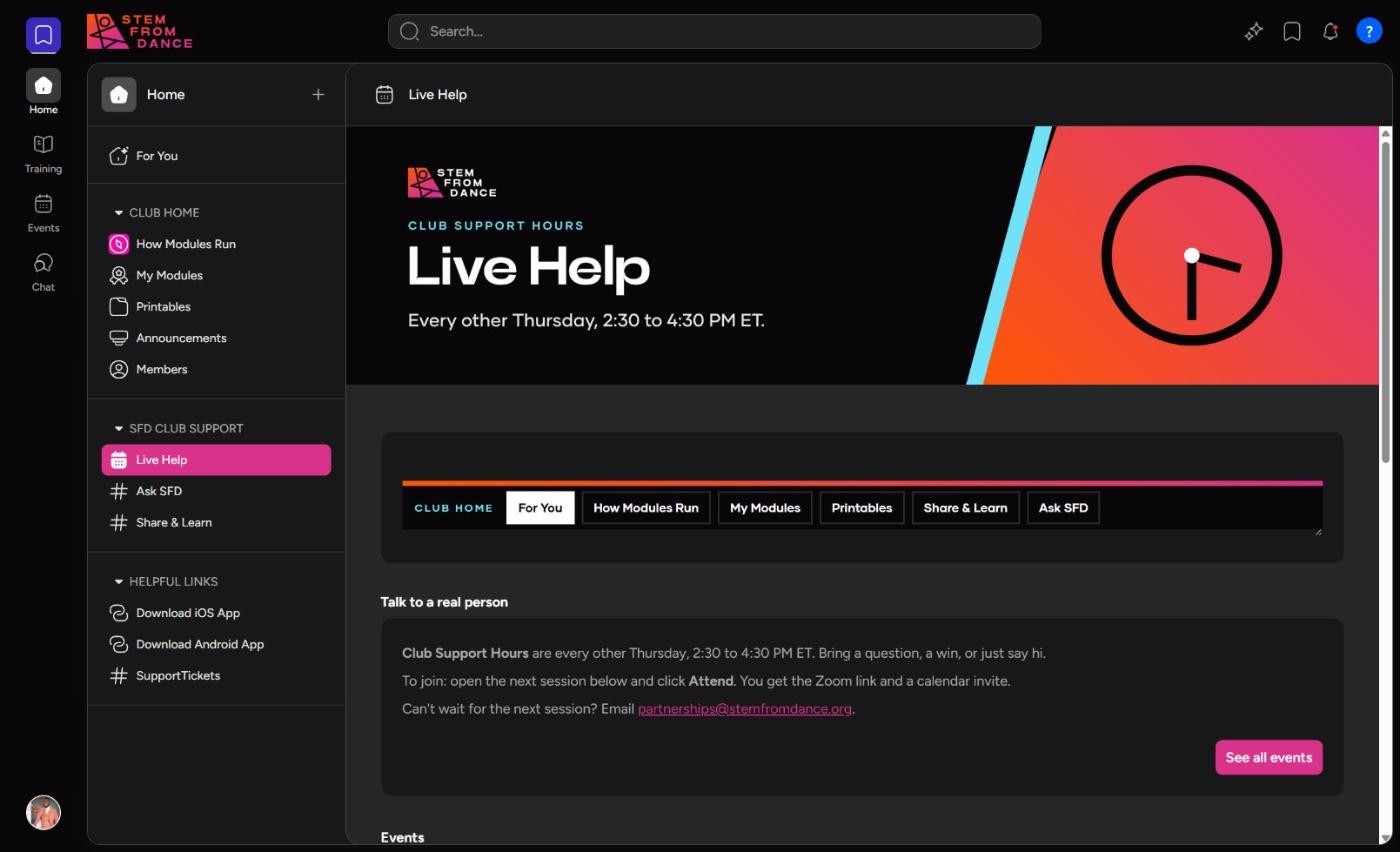 STEM
FROM
DANCE
Search...
?
Home
Training
Events
Chat
Home
For You
CLUB HOME
How Modules Run
My Modules
Printables
Announcements
Members
SFD CLUB SUPPORT
Live Help
Ask SFD
Share & Learn
HELPFUL LINKS
Download iOS App
Download Android App
SupportTickets
Live Help
STEM
FROM
DANCE
CLUB SUPPORT HOURS
Live Help
Every other Thursday, 2:30 to 4:30 PM ET.
CLUB HOME For You How Modules Run My Modules Printables Share & Learn Ask SFD
Talk to a real person
Club Support Hours are every other Thursday, 2:30 to 4:30 PM ET. Bring a question, a win, or just say hi.
To join: open the next session below and click Attend. You get the Zoom link and a calendar invite.
Can't wait for the next session? Email partnerships@stemfromdance.org.
See all events
Events